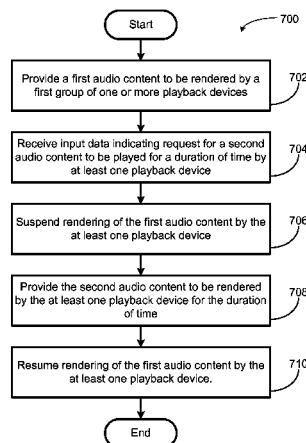 Start
700
Provide a first audio content to be rendered by a
first group of one or more playback devices
702
Receive input data indicating request for a second
audio content to be played for a duration of time by
at least one playback device
704
Suspend rendering of the first audio content by the
at least one playback device
706
Provide the second audio content to be rendered
by the at least one playback device for the duration
of time
708
Resume rendering of the first audio content by the
at least one playback device.
710
End